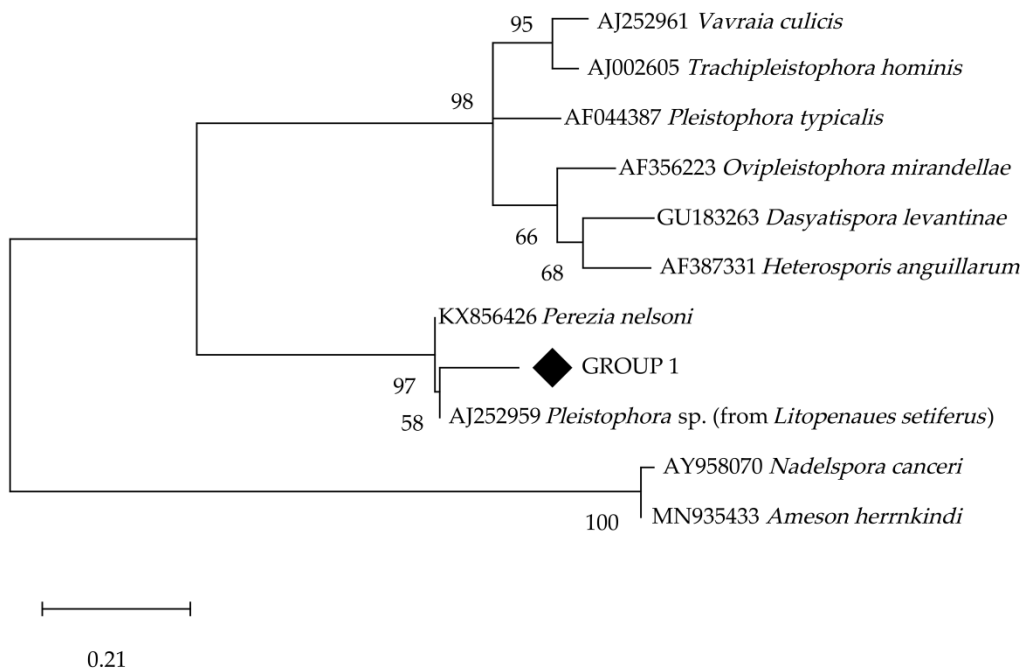 95
AJ252961 Vavraia culicis
AJ002605 Trachipleistophora hominis
98
AF044387 Pleistophora typicalis
AF356223 Ovipleistophora mirandellae
GU183263 Dasyatispora levantinae
66
68
AF387331 Heterosporis anguillarum
KX856426 Perezia nelsoni
GROUP 1
97
58
AJ252959 Pleistophora sp. (from Litopenaues setiferus)
AY958070 Nadelspora canceri
100
MN935433 Ameson herrnkindi
0.21